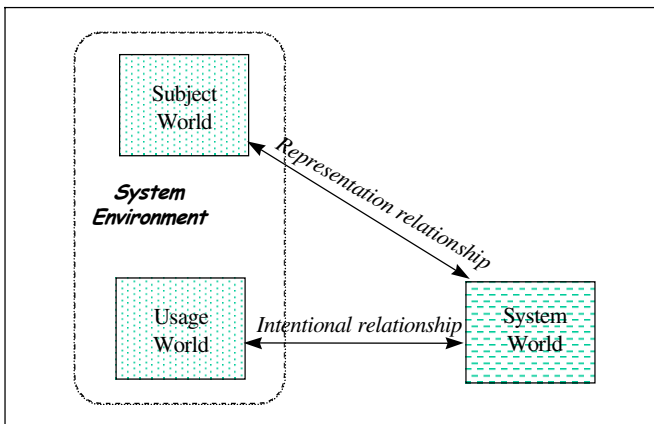 Subject
World
Representation relationship
System
Environment
Usage
World
Intentional relationship
System
World